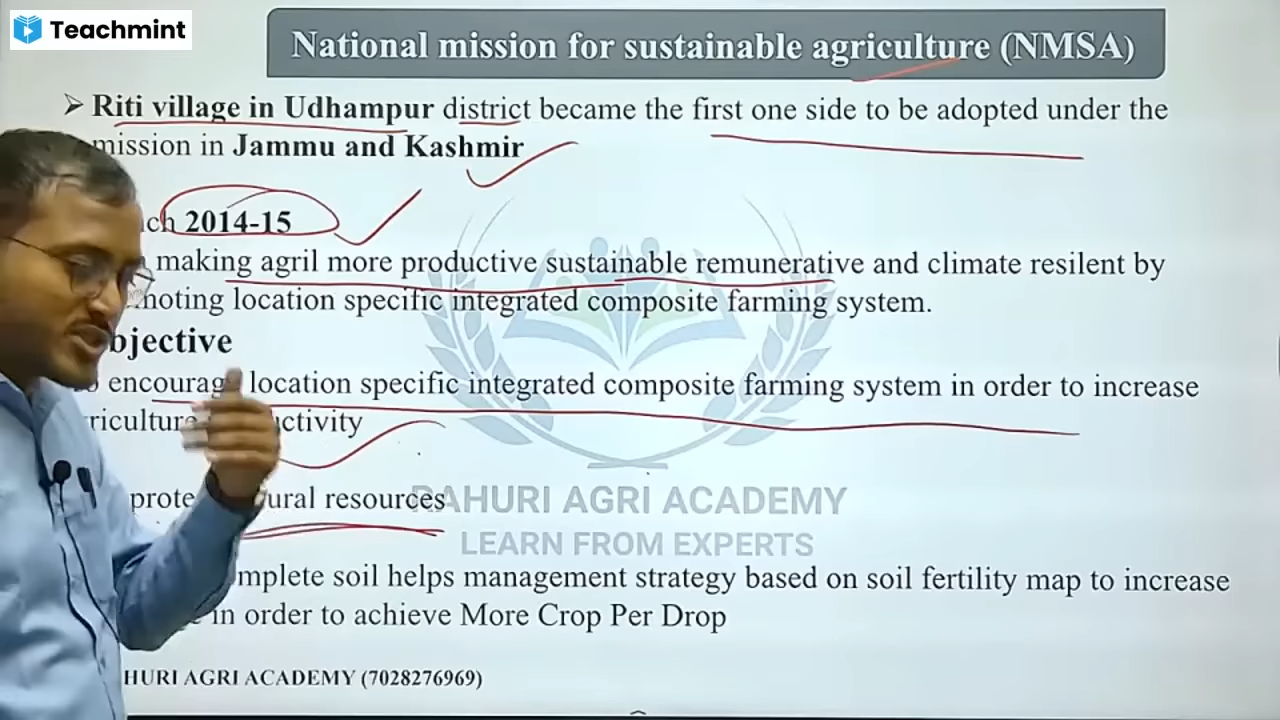 Teachmint
National mission for sustainable agriculture (NMSA)
➤ Riti village in Udhampur district became the first one side to be adopted under the
mission in Jammu and Kashmir
2014-15
making agril more productive sustainable remunerative and climate resilent by
location specific integrated composite farming system.
bjective
encourage location specific integrated composite farming system in order to increase
natural resources
RAHURI AGRI ACADEMY
LEARN FROM EXPERTS
mplete soil helps management strategy based on soil fertility map to increase
in order to achieve More Crop Per Drop
HURI AGRI ACADEMY (7028276969)